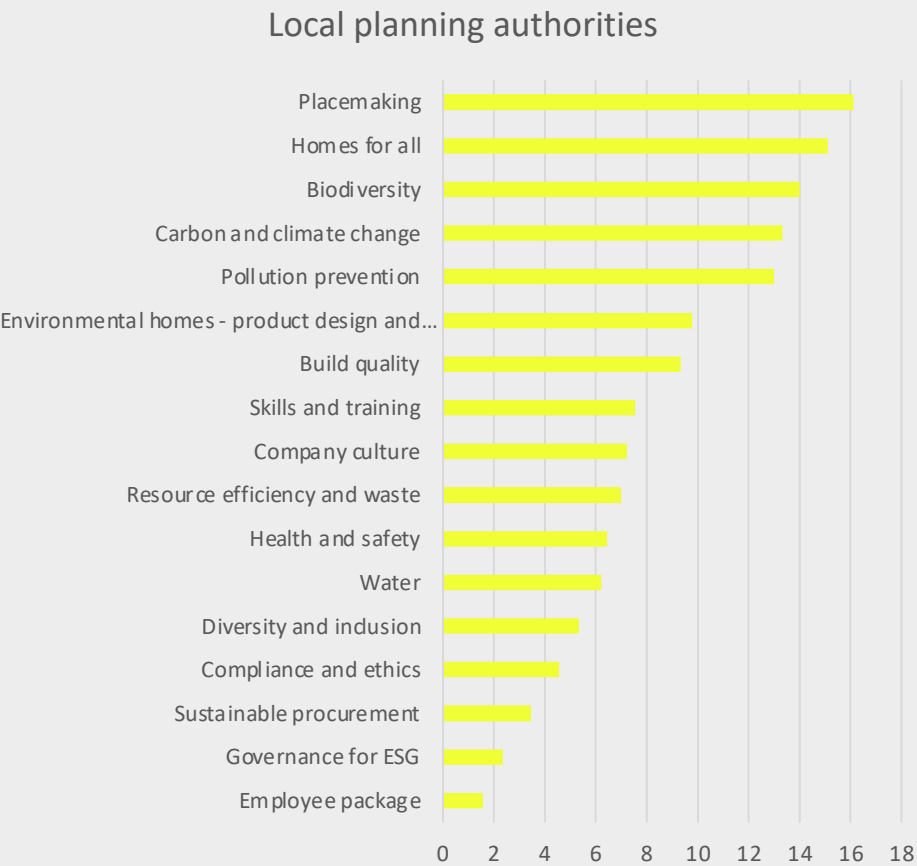 Local planning authorities
Placemaking
Homes for all
Biodiversity
Carbon and climate change
Pollution prevention
Environmental homes - product design and...
Build quality
Skills and training
Company culture
Resource efficiency and waste
Health and safety
Water
Diversity and inclusion
Compliance and ethics
Sustainable procurement
Governance for ESG
Employee package
0 2 4 6 8 10 12 14 16 18